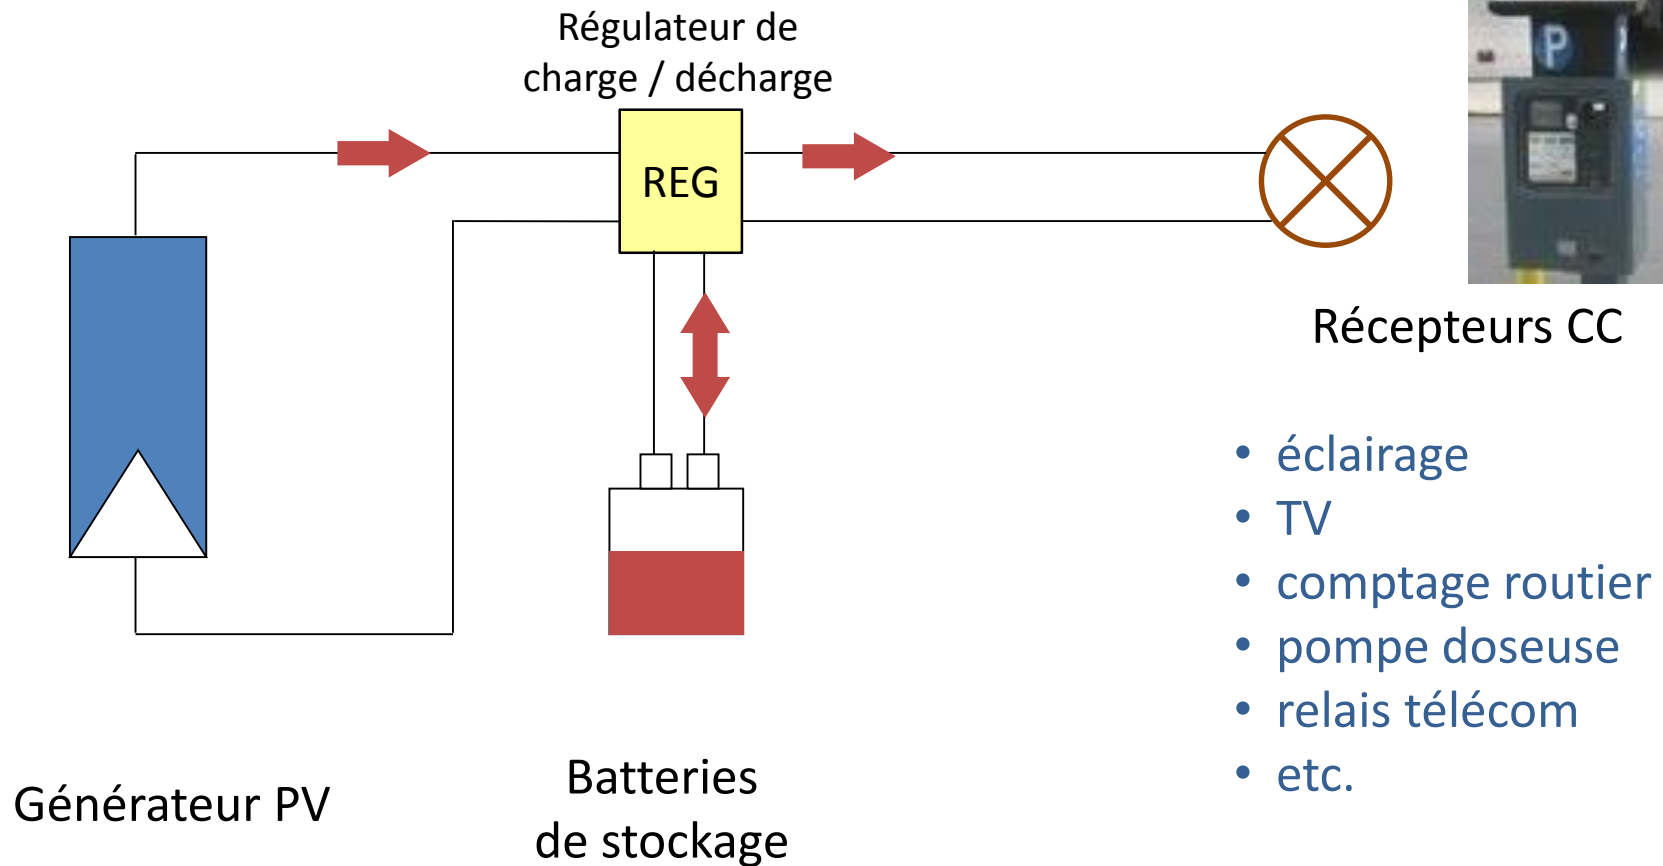 Régulateur de
charge / décharge
P
REG
Récepteurs CC
• éclairage
• TV
• comptage routier
• pompe doseuse
• relais télécom
• etc.
Générateur PV
Batteries
de stockage